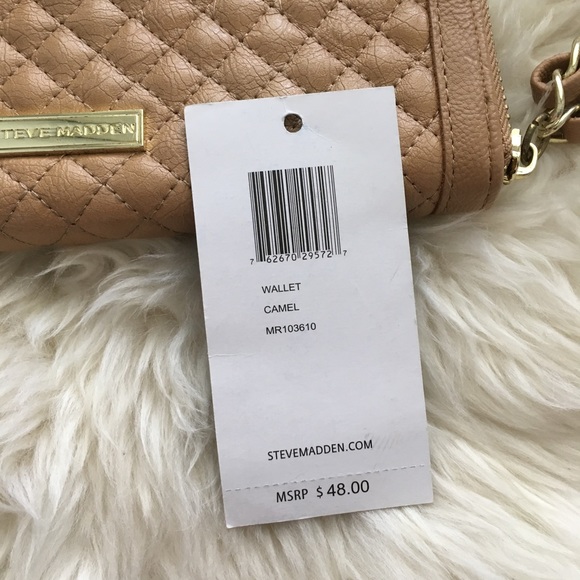 STEVE MADDEN
7 62670 29572 7
WALLET
CAMEL
MR103610
STEVEMADDEN.COM
MSRP $48.00